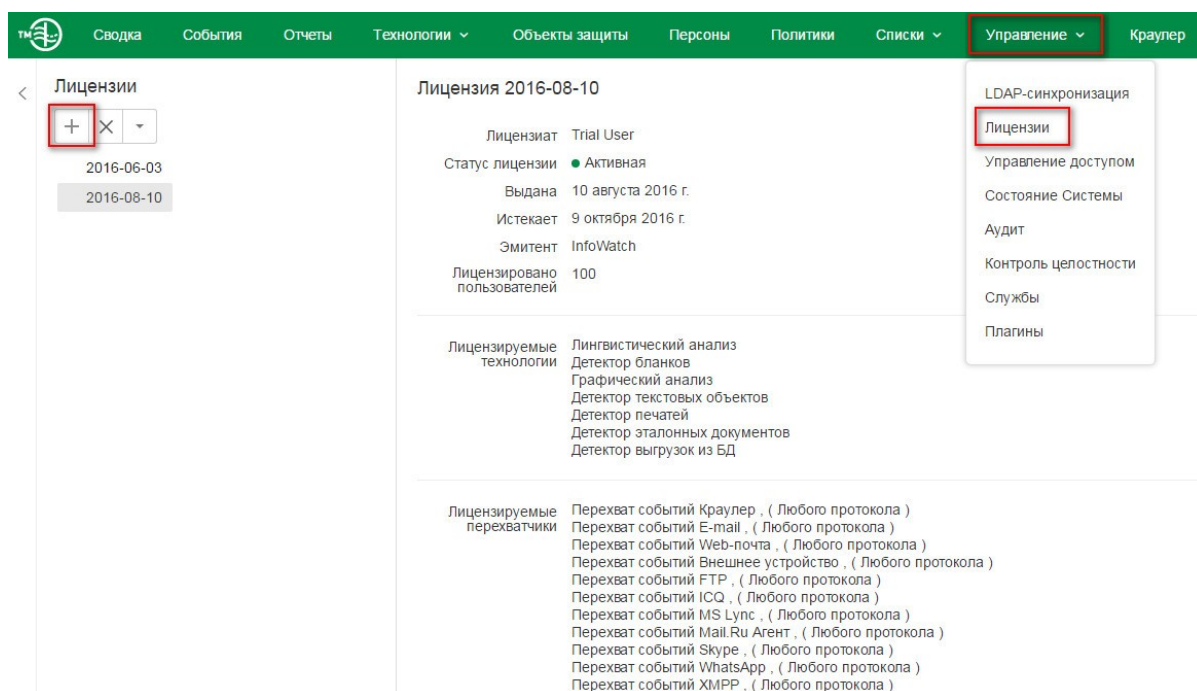 TM Сводка События Отчеты Технологии Объекты защиты Персоны Политики Списки Управление Краулер
Лицензии
2016-06-03
2016-08-10
Лицензия 2016-08-10
Лицензиат Trial User
Статус лицензии Активная
Выдана 10 августа 2016 г.
Истекает 9 октября 2016 г.
Эмитент InfoWatch
Лицензировано 100
пользователей
Лицензируемые Лингвистический анализ
технологии Детектор бланков
Графический анализ
Детектор текстовых объектов
Детектор печатей
Детектор эталонных документов
Детектор выгрузок из БД
Лицензируемые Перехват событий Краулер , ( Любого протокола )
перехватчики Перехват событий E-mail , ( Любого протокола )
Перехват событий Web-почта , ( Любого протокола )
Перехват событий Внешнее устройство , ( Любого протокола )
Перехват событий FTP , ( Любого протокола )
Перехват событий ICQ , ( Любого протокола )
Перехват событий MS Lync , ( Любого протокола )
Перехват событий Mail.Ru Агент , ( Любого протокола )
Перехват событий Skype , ( Любого протокола )
Перехват событий WhatsApp , ( Любого протокола )
Перехват событий XMPP , ( Любого протокола )
LDAP-синхронизация
Лицензии
Управление доступом
Состояние Системы
Аудит
Контроль целостности
Службы
Плагины